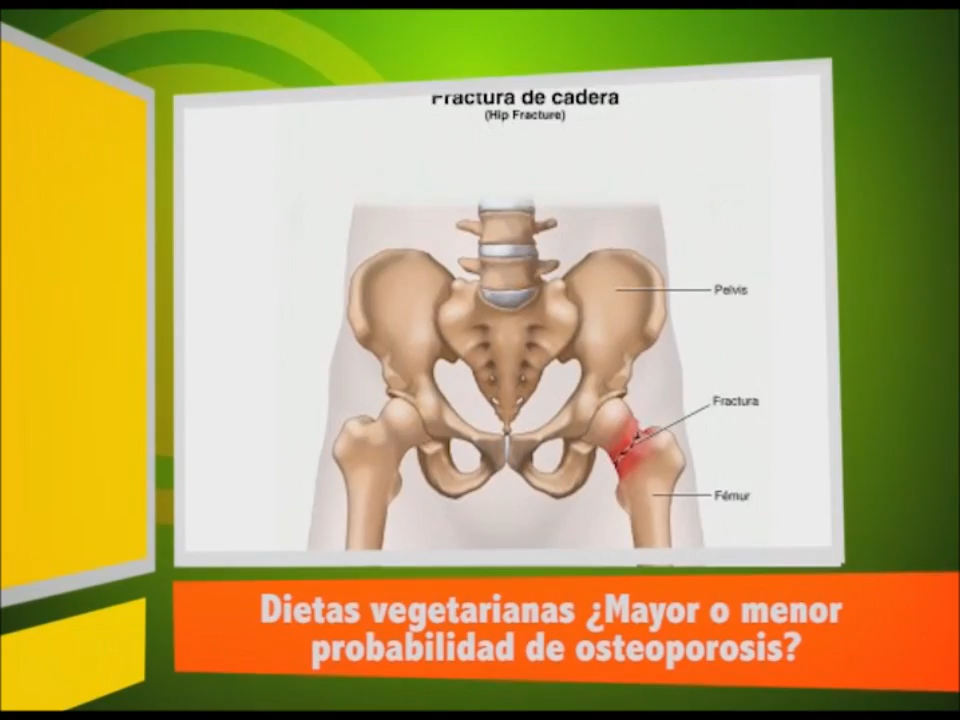 Fractura de cadera
(Hip Fracture)
Pelvis
Fractura
Fémur
Dietas vegetarianas ¿Mayor o menor
probabilidad de osteoporosis?